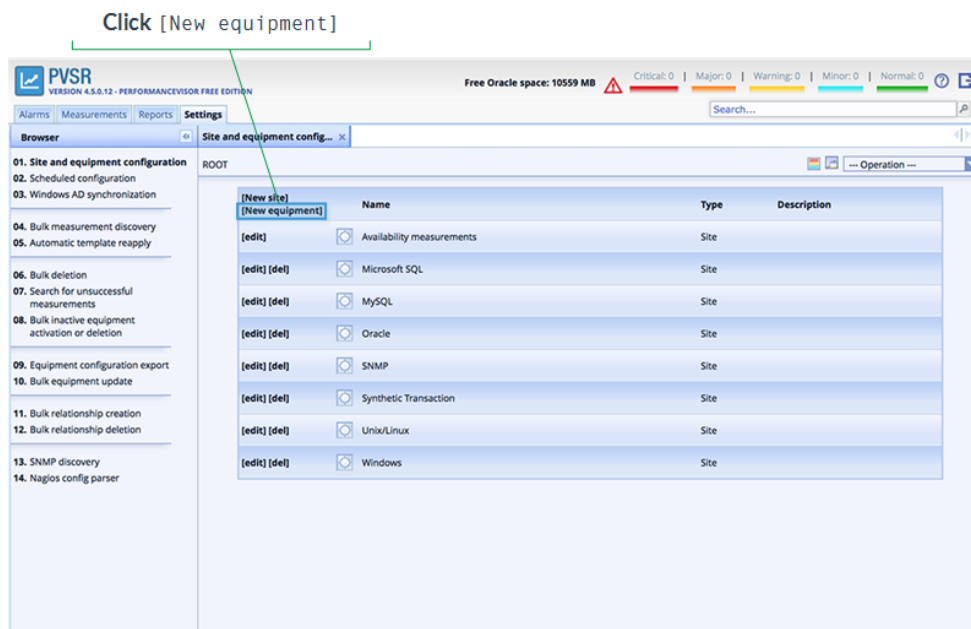 Click [New equipment]
PVSR
VERSION 4.5.0.12 - PERFORMANCEVISOR FREE EDITION
Free Oracle space: 10559 MB
Critical: 0 | Major: 0 | Warning: 0 | Minor: 0 | Normal: 0
Alarms Measurements Reports Settings
Search...
Browser
Site and equipment config... ×
01. Site and equipment configuration
02. Scheduled configuration
03. Windows AD synchronization
04. Bulk measurement discovery
05. Automatic template reapply
06. Bulk deletion
07. Search for unsuccessful
measurements
08. Bulk inactive equipment
activation or deletion
09. Equipment configuration export
10. Bulk equipment update
11. Bulk relationship creation
12. Bulk relationship deletion
13. SNMP discovery
14. Nagios config parser
ROOT
--- Operation ---
[New site]
[New equipment]
Name Type Description
[edit] Availability measurements Site
[edit] [del] Microsoft SQL Site
[edit] [del] MySQL Site
[edit] [del] Oracle Site
[edit] [del] SNMP Site
[edit] [del] Synthetic Transaction Site
[edit] [del] Unix/Linux Site
[edit] [del] Windows Site